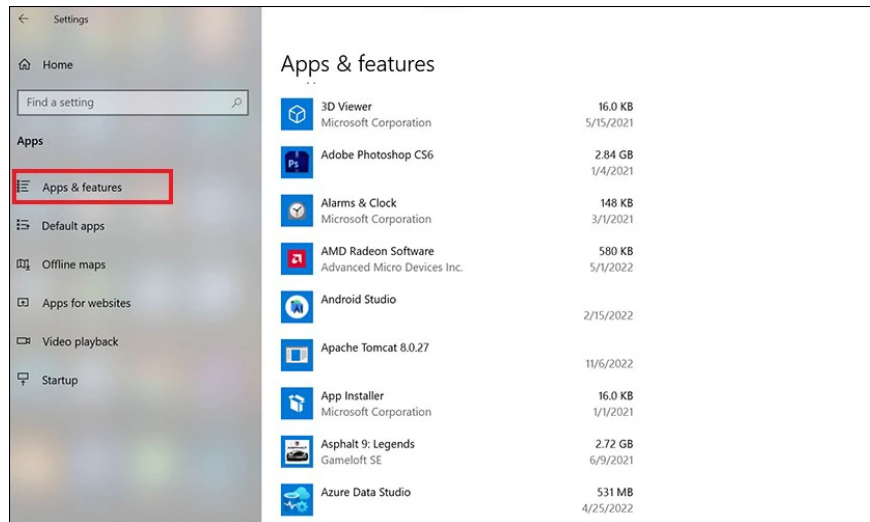 Settings
Home
Find a setting
Apps
Apps & features
Default apps
Offline maps
Apps for websites
Video playback
Startup
Apps & features
3D Viewer 16.0 KB
Microsoft Corporation 5/15/2021
Ps
Adobe Photoshop CS6 2.84 GB
1/4/2021
Alarms & Clock 148 KB
Microsoft Corporation 3/1/2021
AMD Radeon Software 580 KB
Advanced Micro Devices Inc. 5/1/2022
Android Studio
2/15/2022
Apache Tomcat 8.0.27
11/6/2022
App Installer 16.0 KB
Microsoft Corporation 1/1/2021
Asphalt 9: Legends 2.72 GB
Gameloft SE 6/9/2021
Azure Data Studio 531 MB
4/25/2022